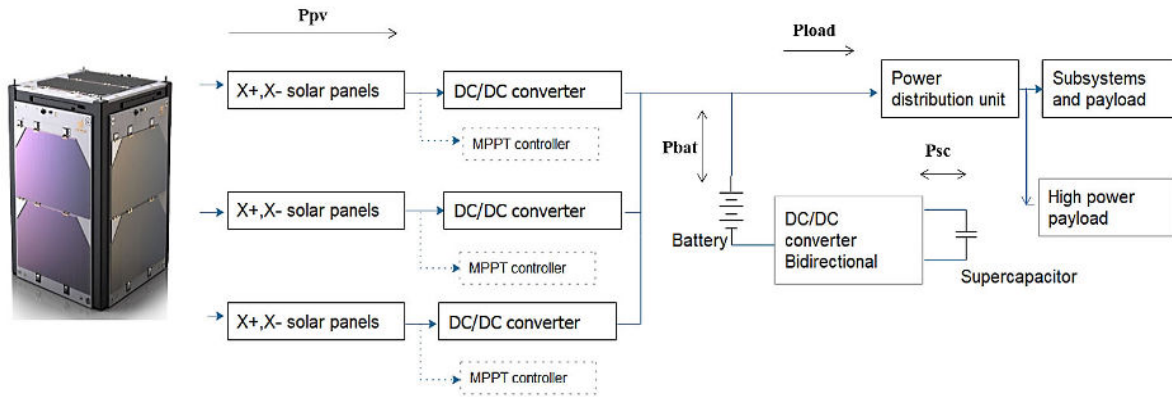 Ppv
Pload
X+,X- solar panels
DC/DC converter
MPPT controller
Power
distribution unit
Subsystems
and payload
Pbat
Psc
X+,X- solar panels
DC/DC converter
MPPT controller
High power
payload
Battery
DC/DC
converter
Bidirectional
Supercapacitor
X+,X- solar panels
DC/DC converter
MPPT controller